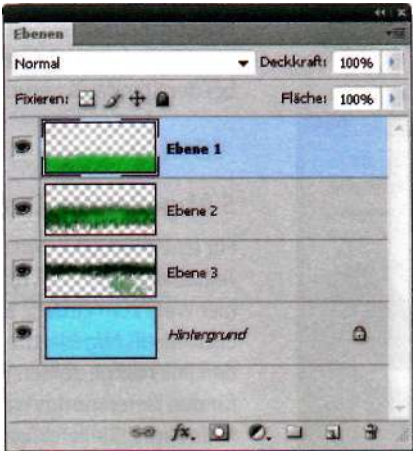 Ebenen
Normal Deckkraft: 100%
Fixieren: Fläche: 100%
Ebene 1
Ebene 2
Ebene 3
Hintergrund
fx.